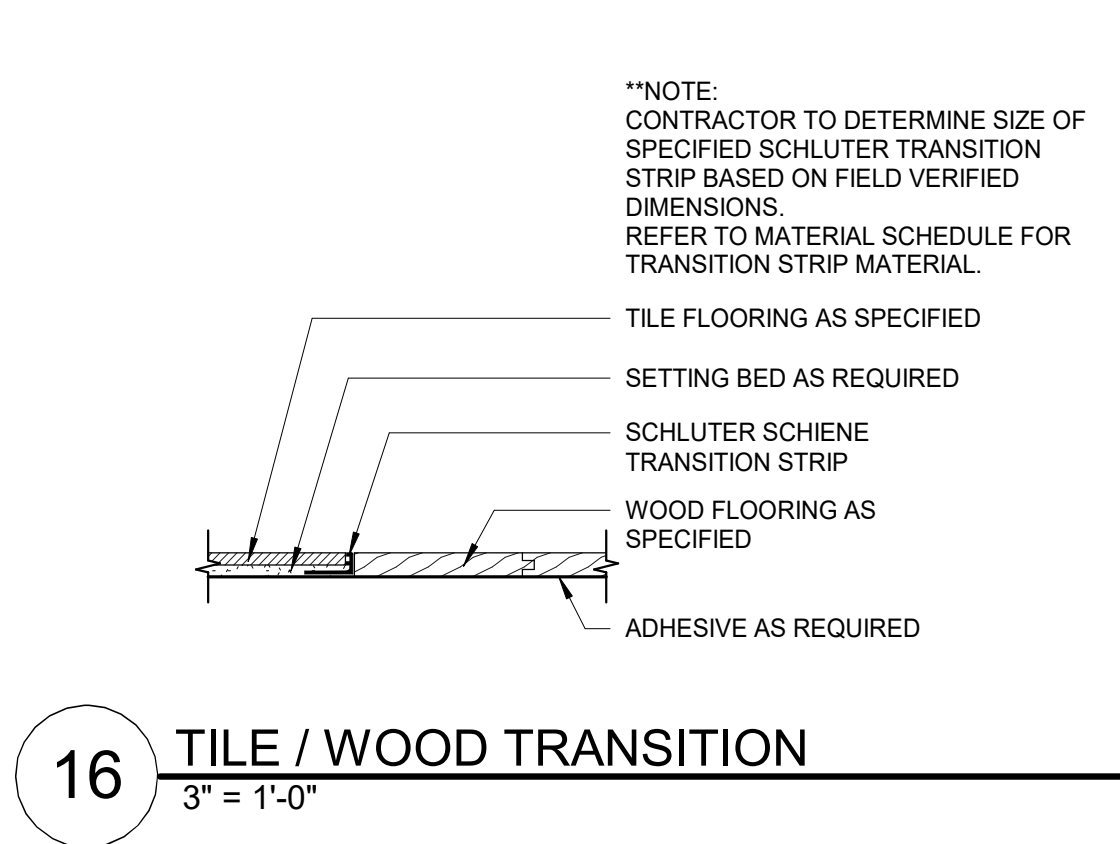 **NOTE:
CONTRACTOR TO DETERMINE SIZE OF
SPECIFIED SCHLUTER TRANSITION
STRIP BASED ON FIELD VERIFIED
DIMENSIONS.
REFER TO MATERIAL SCHEDULE FOR
TRANSITION STRIP MATERIAL.
TILE FLOORING AS SPECIFIED
SETTING BED AS REQUIRED
SCHLUTER SCHIENE
TRANSITION STRIP
WOOD FLOORING AS
SPECIFIED
ADHESIVE AS REQUIRED
16
TILE / WOOD TRANSITION
3" = 1'-0"